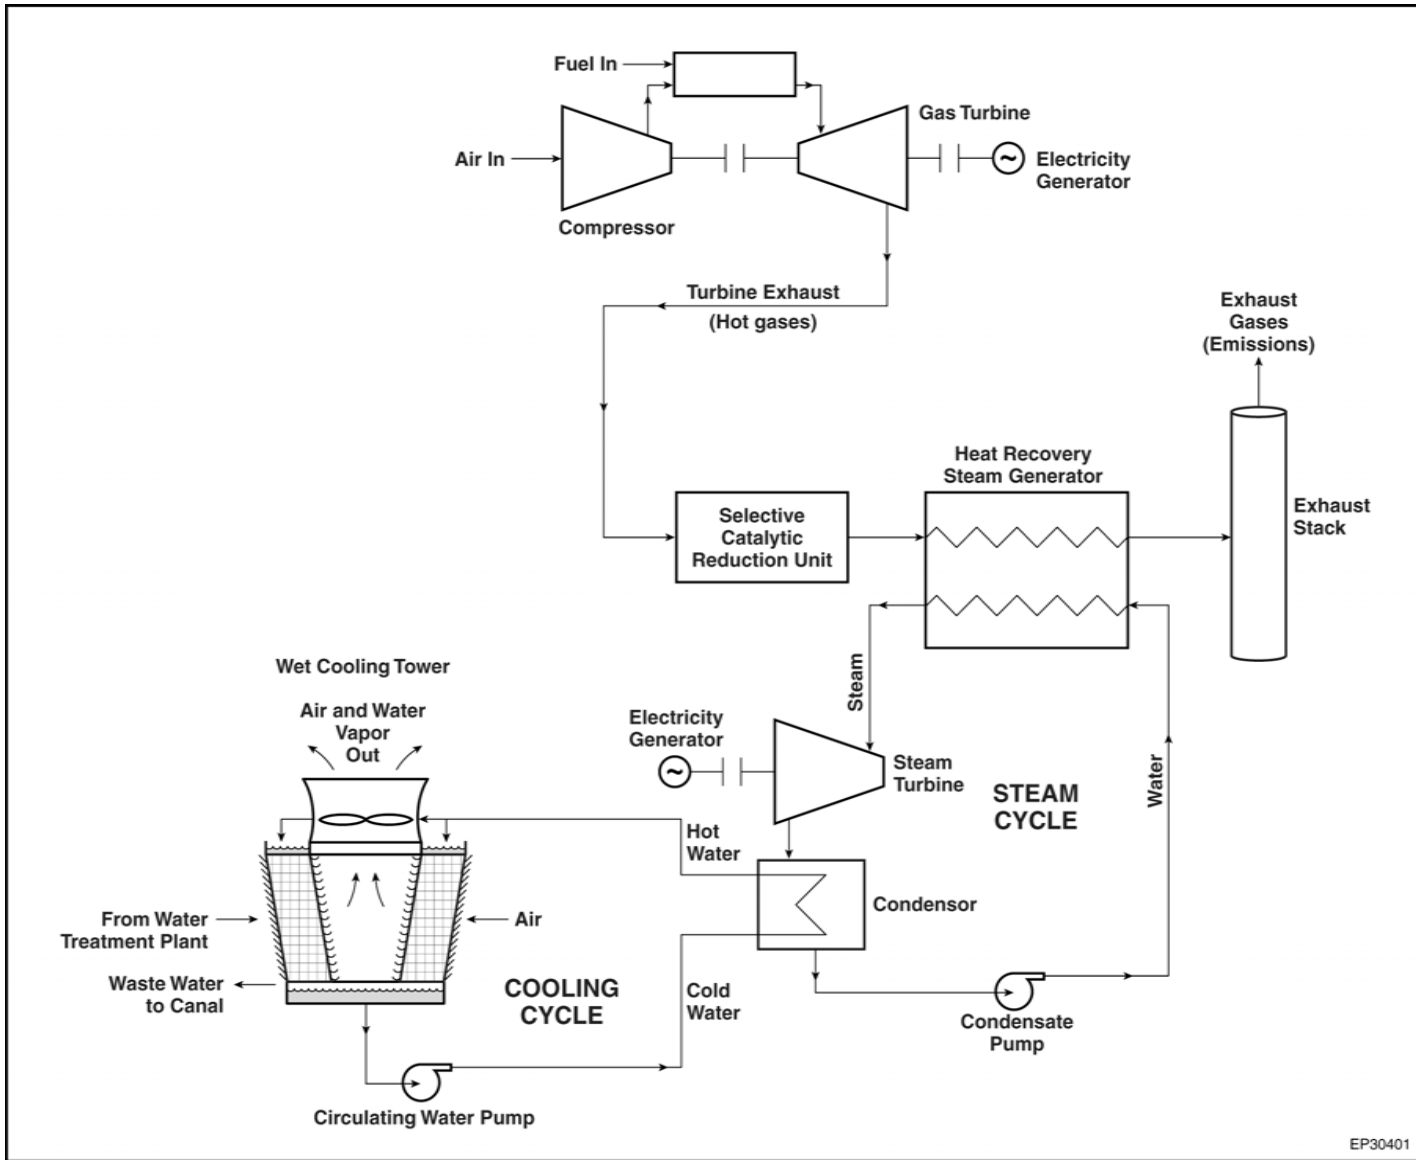 Fuel In
Gas Turbine
Air In
Electricity
Generator
Compressor
Turbine Exhaust
(Hot gases)
Exhaust
Gases
(Emissions)
Heat Recovery
Steam Generator
Selective
Catalytic
Reduction Unit
Exhaust
Stack
Wet Cooling Tower
Air and Water
Vapor
Out
Electricity
Generator
Steam
Steam
Turbine
STEAM
CYCLE
Water
Hot
Water
Condensor
From Water
Treatment Plant
Air
Waste Water
to Canal
COOLING
CYCLE
Cold
Water
Condensate
Pump
Circulating Water Pump
EP30401